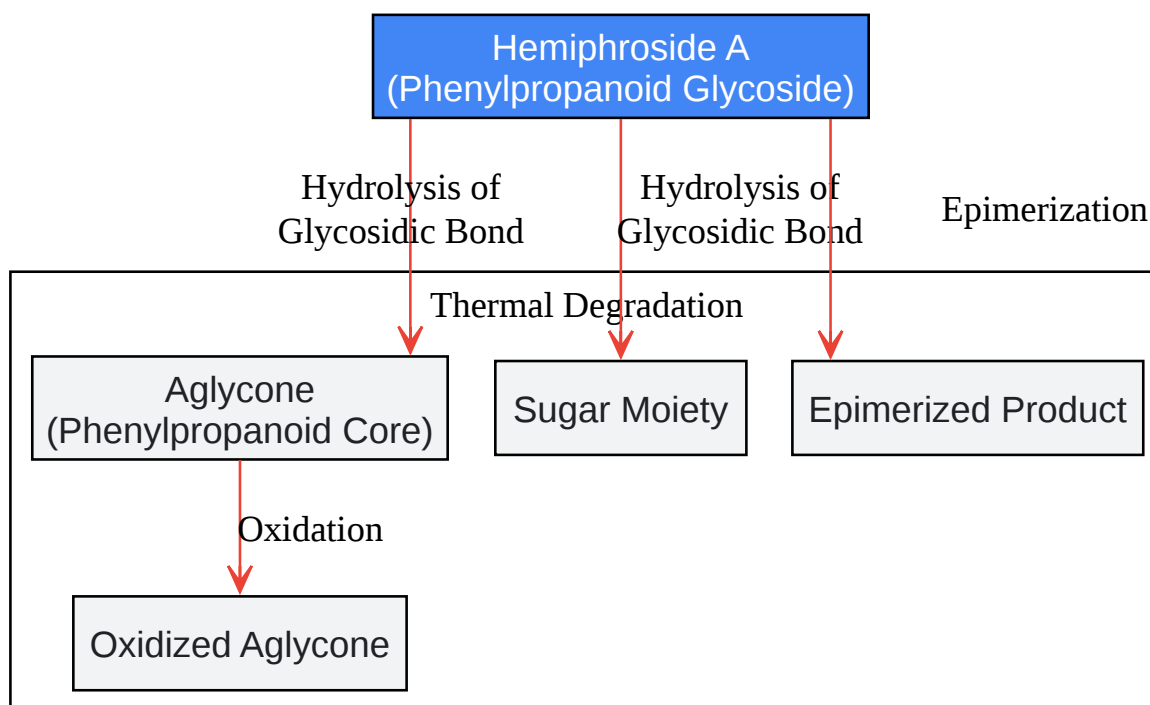 Hemiphroside A
(Phenylpropanoid Glycoside)
Hydrolysis of
Glycosidic Bond
Hydrolysis of
Glycosidic Bond
Epimerization
Thermal Degradation
Aglycone
(Phenylpropanoid Core)
Sugar Moiety
Epimerized Product
Oxidation
Oxidized Aglycone